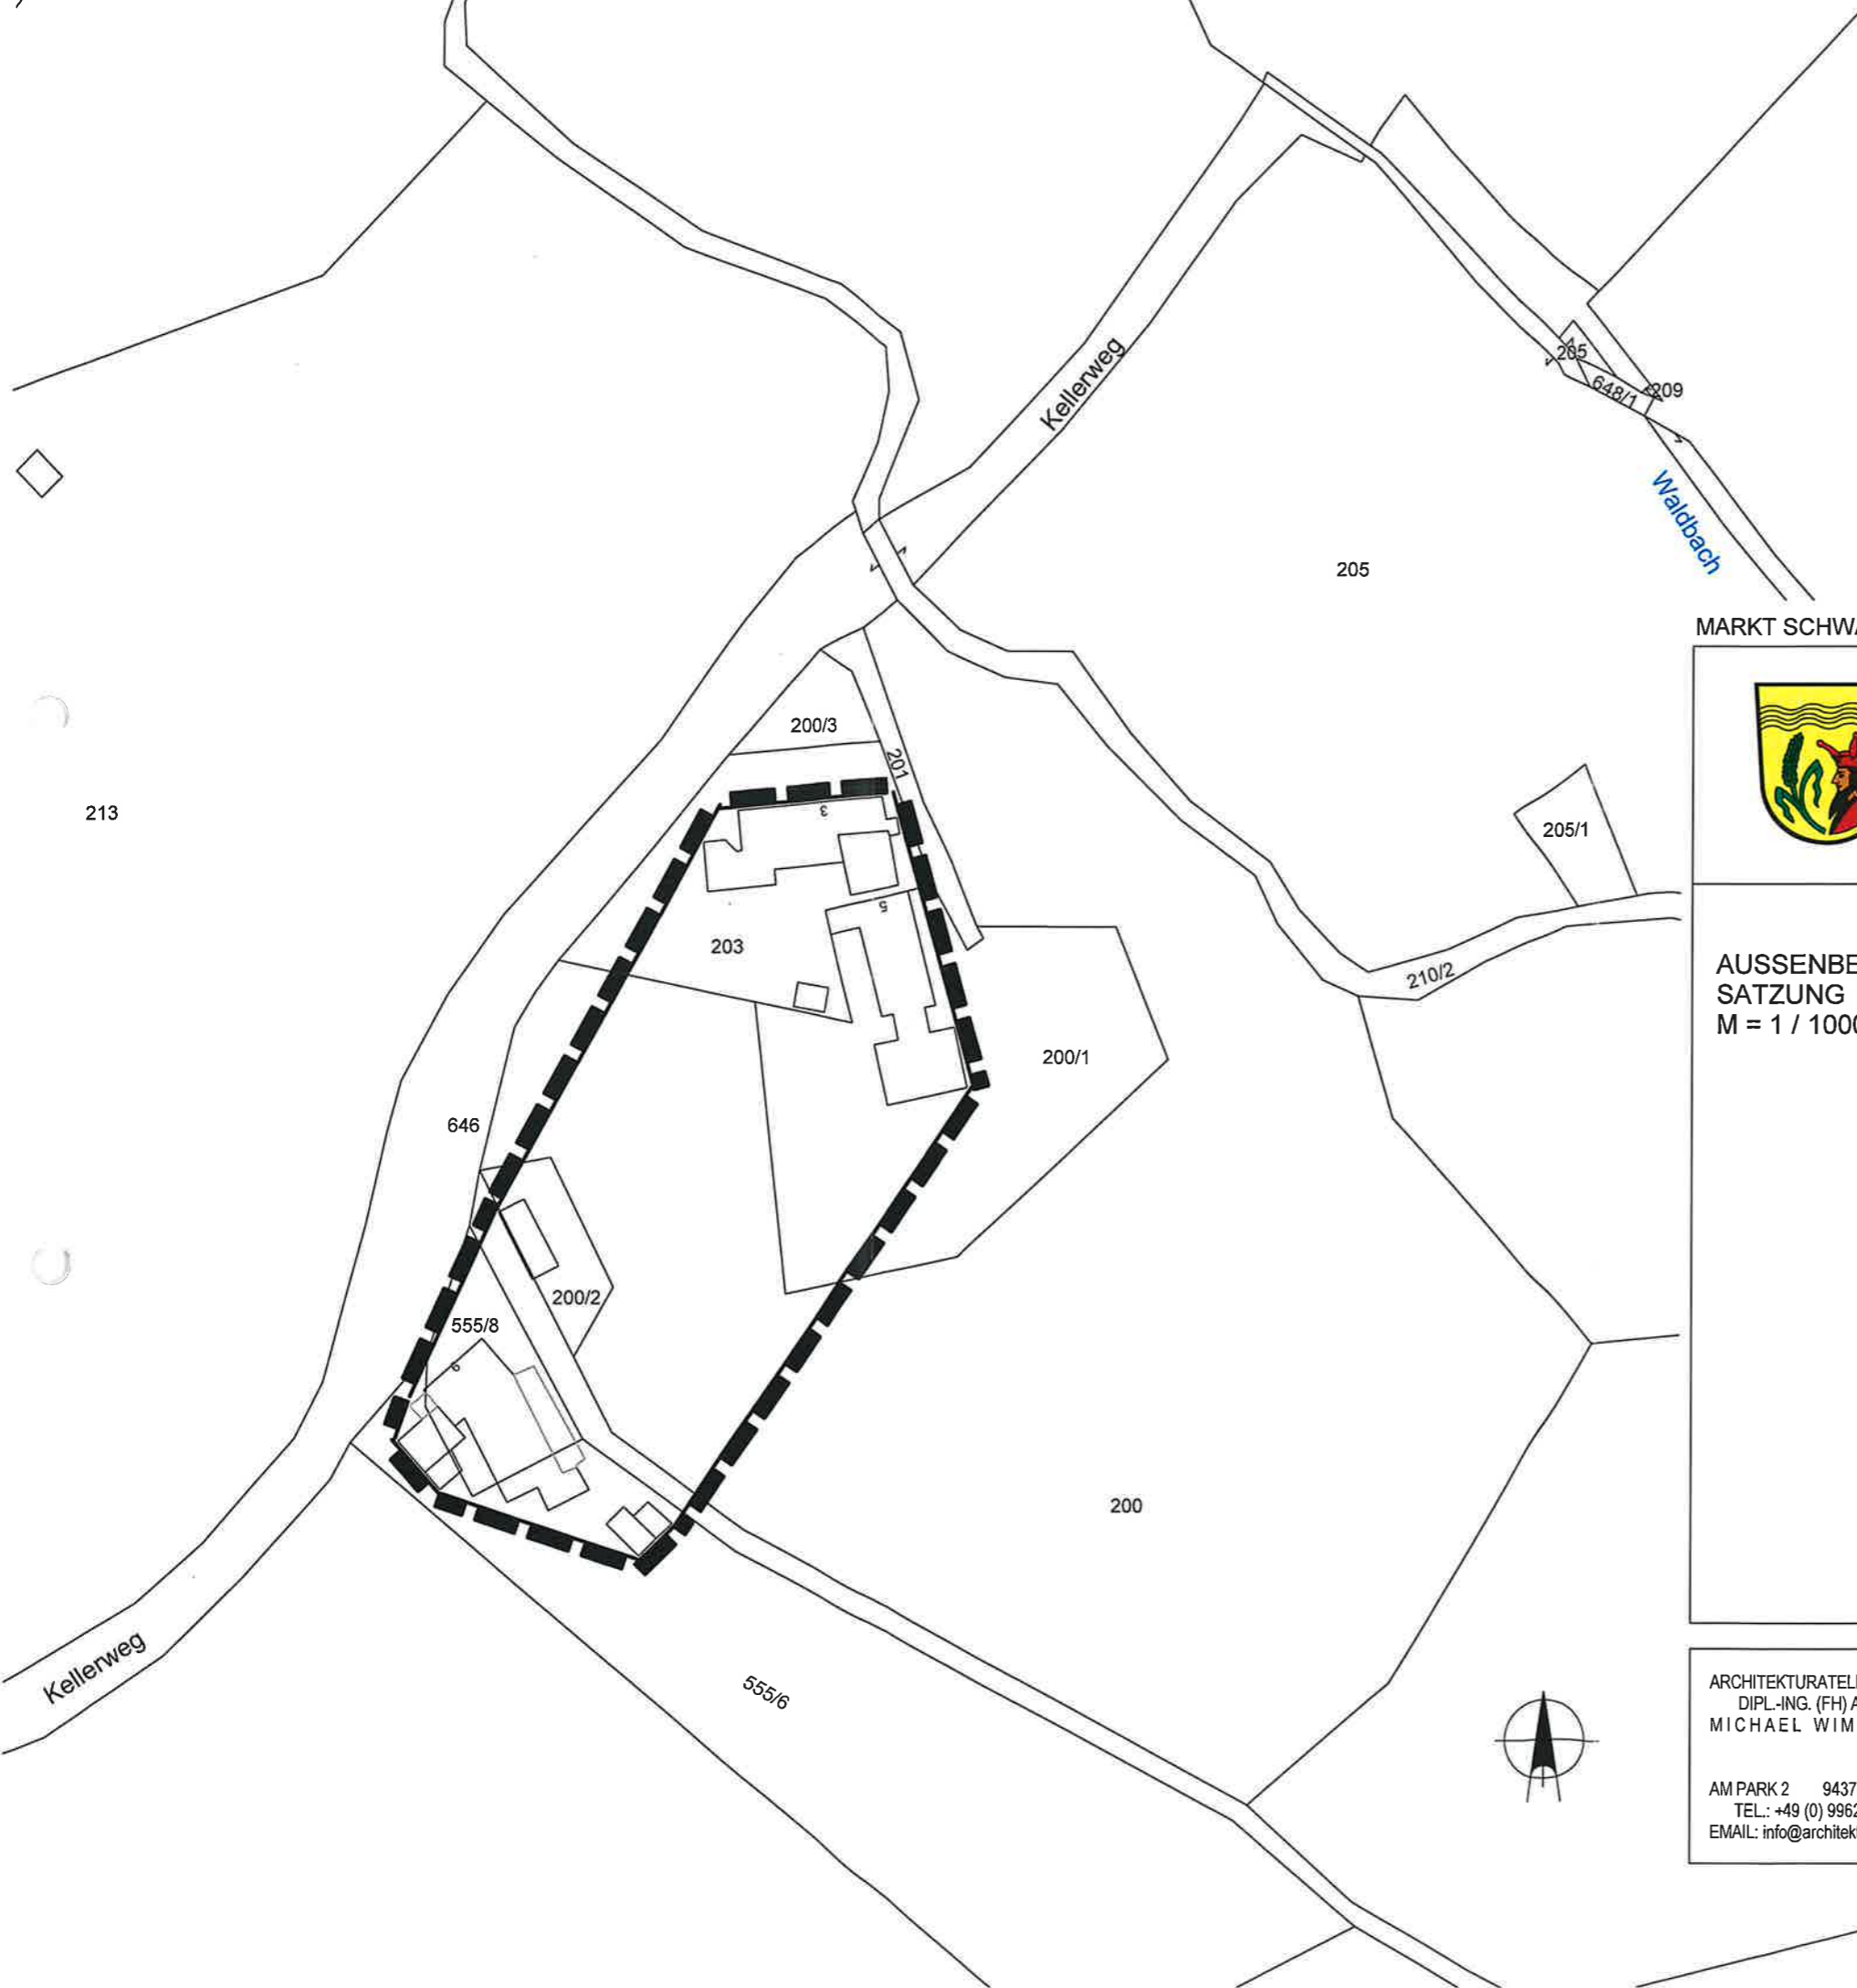 Kellerweg
205
648/1
209
Waldbach
205
MARKT SCHWA
200/3
201
213
3
205/1
5
203
210/2
AUSSENBE
SATZUNG
M = 1 / 1000
200/1
646
200/2
555/8
9
200
Kellerweg
555/6
ARCHITEKTURATELI
DIPL.-ING. (FH) A
MICHAEL WIM
AM PARK 2 9437
TEL.: +49 (0) 9962
EMAIL: info@architekt